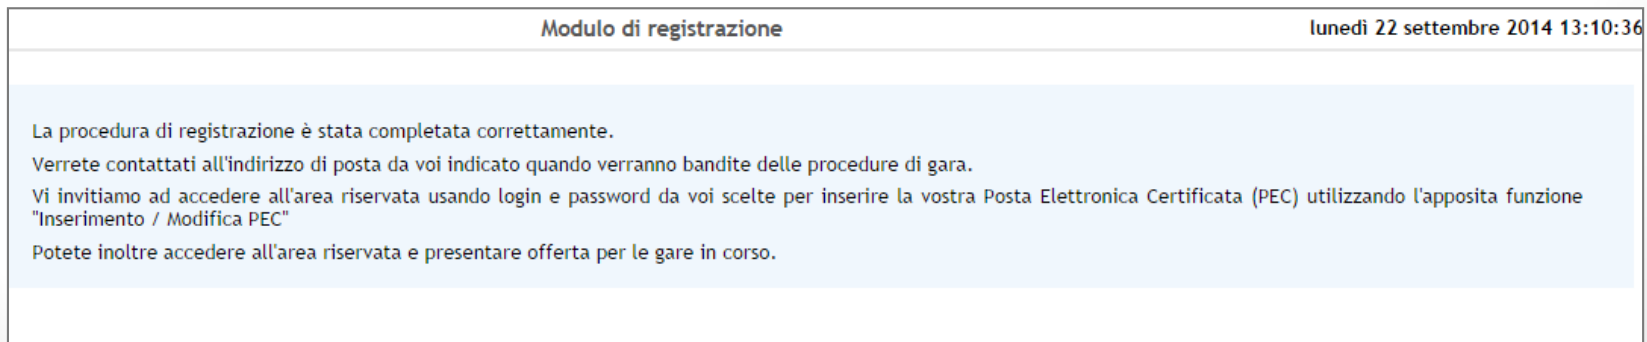 Modulo di registrazione
lunedì 22 settembre 2014 13:10:36
La procedura di registrazione è stata completata correttamente.
Verrete contattati all'indirizzo di posta da voi indicato quando verranno bandite delle procedure di gara.
Vi invitiamo ad accedere all'area riservata usando login e password da voi scelte per inserire la vostra Posta Elettronica Certificata (PEC) utilizzando l'apposita funzione
"Inserimento / Modifica PEC"
Potete inoltre accedere all'area riservata e presentare offerta per le gare in corso.